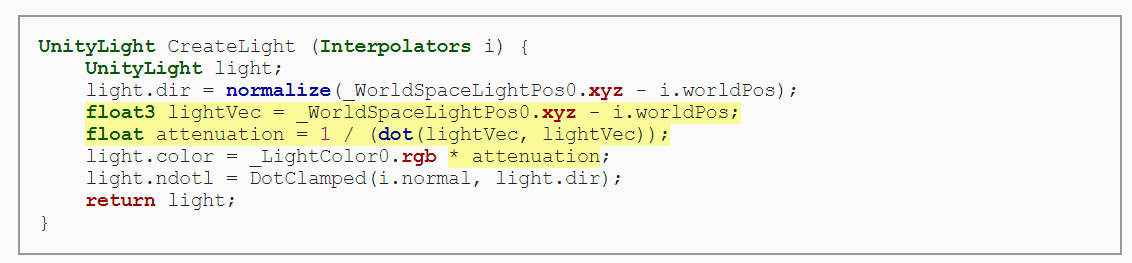 UnityLight CreateLight (Interpolators i) {
    UnityLight light;
    light.dir = normalize(_WorldSpaceLightPos0.xyz - i.worldPos);
    float3 lightVec = _WorldSpaceLightPos0.xyz - i.worldPos;
    float attenuation = 1 / (dot(lightVec, lightVec));
    light.color = _LightColor0.rgb * attenuation;
    light.ndotl = DotClamped(i.normal, light.dir);
    return light;
}